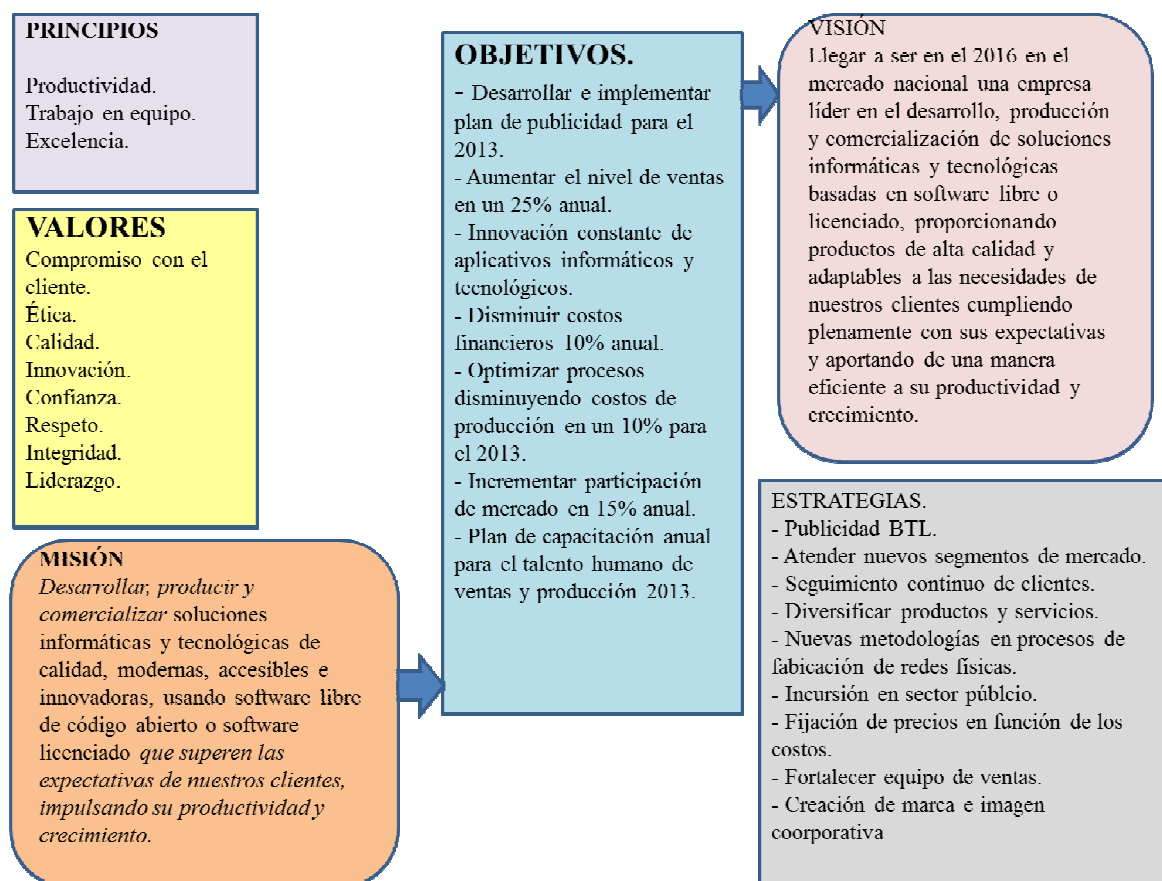 PRINCIPIOS
Productividad.
Trabajo en equipo.
Excelencia.
VALORES
Compromiso con el
cliente.
Ética.
Calidad.
Innovación.
Confianza.
Respeto.
Integridad.
Liderazgo.
MISIÓN
Desarrollar, producir y
comercializar soluciones
informáticas y tecnológicas de
calidad, modernas, accesibles e
innovadoras, usando software libre
de código abierto o software
licenciado que superen las
expectativas de nuestros clientes,
impulsando su productividad y
crecimiento.
OBJETIVOS.
- Desarrollar e implementar
plan de publicidad para el
2013.
- Aumentar el nivel de ventas
en un 25% anual.
- Innovación constante de
aplicativos informáticos y
tecnológicos.
- Disminuir costos
financieros 10% anual.
- Optimizar procesos
disminuyendo costos de
producción en un 10% para
el 2013.
- Incrementar participación
de mercado en 15% anual.
- Plan de capacitación anual
para el talento humano de
ventas y producción 2013.
VISIÓN
Llegar a ser en el 2016 en el
mercado nacional una empresa
líder en el desarrollo, producción
y comercialización de soluciones
informáticas y tecnológicas
basadas en software libre o
licenciado, proporcionando
productos de alta calidad y
adaptables a las necesidades de
nuestros clientes cumpliendo
plenamente con sus expectativas
y aportando de una manera
eficiente a su productividad y
crecimiento.
ESTRATEGIAS.
- Publicidad BTL.
- Atender nuevos segmentos de mercado.
- Seguimiento continuo de clientes.
- Diversificar productos y servicios.
- Nuevas metodologías en procesos de
fabricación de redes físicas.
- Incursión en sector públcio.
- Fijación de precios en función de los
costos.
- Fortalecer equipo de ventas.
- Creación de marca e imagen
coorporativa